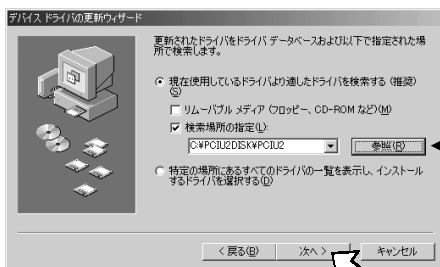 デバイス ドライバの更新ウィザード
更新されたドライバをドライバ データベースおよび以下で指定された場
所で検索します。
現在使用しているドライバより適したドライバを検索する (推奨)
(S)
リムーバブル メディア (フロッピー、CD-ROM など)(M)
検索場所の指定(L):
C:¥PCIU2DISK¥PCIU2
参照(R)
特定の場所にあるすべてのドライバの一覧を表示し、インストール
するドライバを選択する(D)
< 戻る(B)
次へ >
キャンセル